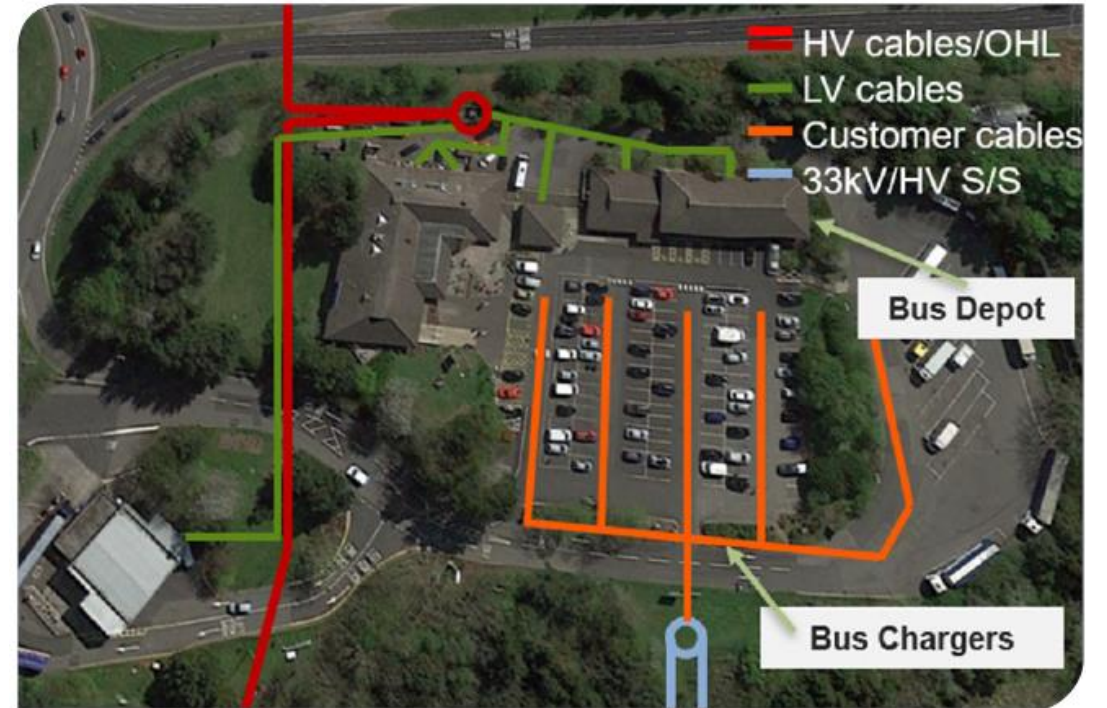 HV cables/OHL
LV cables
Customer cables
33kV/HV S/S
Bus Depot
Bus Chargers